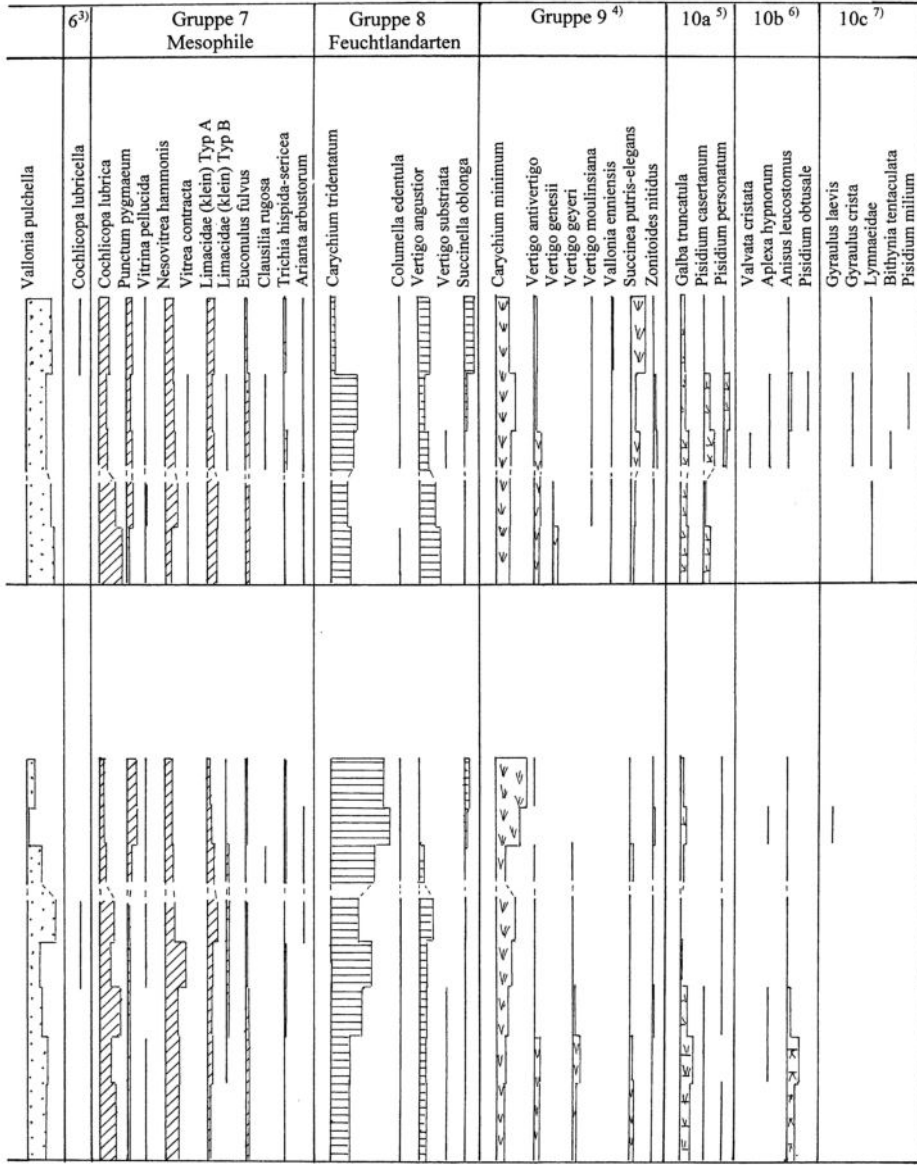 6³⁾
Gruppe 7
Mesophile
Gruppe 8
Feuchtlandarten
Gruppe 9 ⁴⁾
10a ⁵⁾
10b ⁶⁾
10c ⁷⁾
Vallonia pulchella
Cochlicopa lubricella
Cochlicopa lubrica
Punctum pygmaeum
Vitrina pellucida
Nesovitrea hammonis
Vitrea contracta
Limacidae (klein) Typ A
Limacidae (klein) Typ B
Euconulus fulvus
Clausilia rugosa
Trichia hispida-sericea
Arianta arbustorum
Carychium tridentatum
Columella edentula
Vertigo angustior
Vertigo substriata
Succinella oblonga
Carychium minimum
Vertigo antivertigo
Vertigo genesii
Vertigo geyeri
Vertigo moulinsiana
Vallonia enniensis
Succinea putris-elegans
Zonitoides nitidus
Galba truncatula
Pisidium casertanum
Pisidium personatum
Valvata cristata
Aplexa hypnorum
Anisus leucostomus
Pisidium obtusale
Gyraulus laevis
Gyraulus crista
Lymnaeidae
Bithynia tentaculata
Pisidium milium